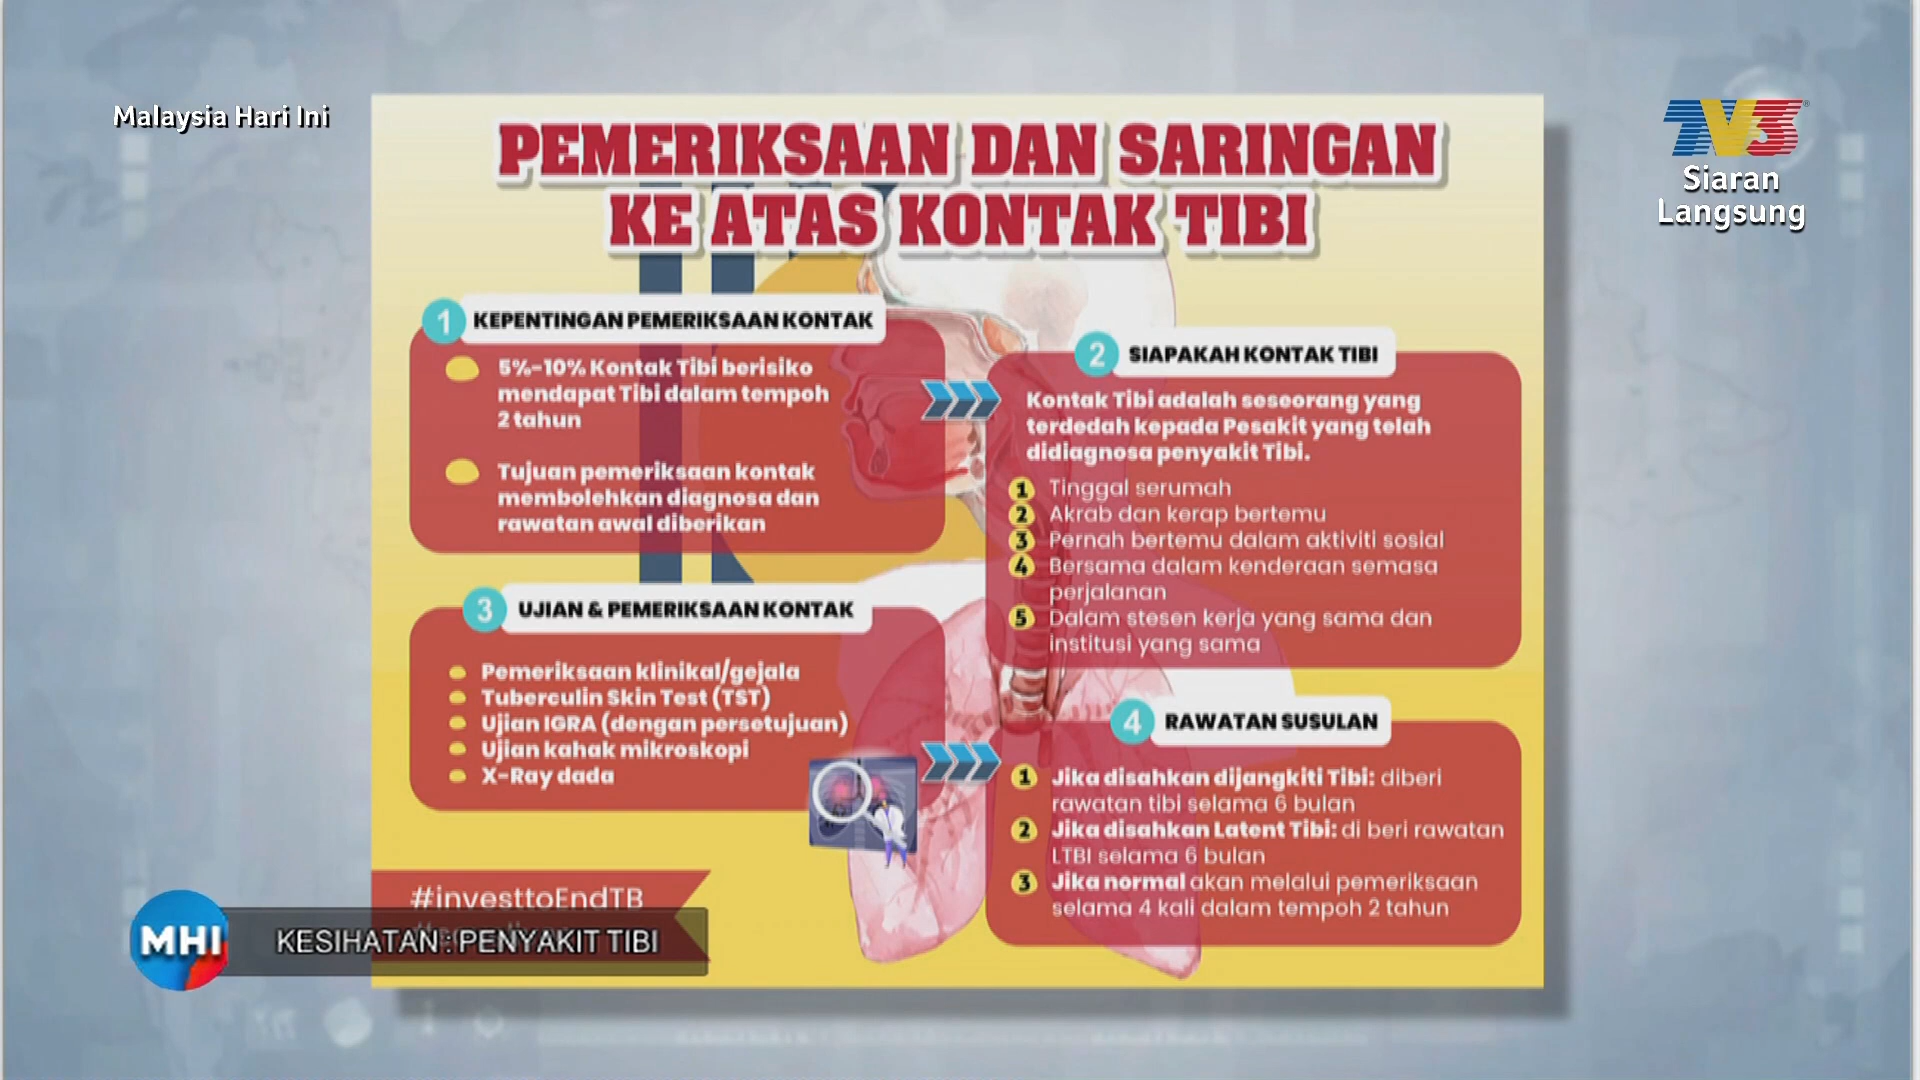 Malaysia Hari Ini
TV3
Siaran
Langsung
PEMERIKSAAN DAN SARINGAN
KE ATAS KONTAK TIBI
1 KEPENTINGAN PEMERIKSAAN KONTAK
5%-10% Kontak Tibi berisiko
mendapat Tibi dalam tempoh
2 tahun
Tujuan pemeriksaan kontak
membolehkan diagnosa dan
rawatan awal diberikan
2 SIAPAKAH KONTAK TIBI
Kontak Tibi adalah seseorang yang
terdedah kepada Pesakit yang telah
didiagnosa penyakit Tibi.
1 Tinggal serumah
2 Akrab dan kerap bertemu
3 Pernah bertemu dalam aktiviti sosial
4 Bersama dalam kenderaan semasa
perjalanan
5 Dalam stesen kerja yang sama dan
institusi yang sama
3 UJIAN & PEMERIKSAAN KONTAK
Pemeriksaan klinikal/gejala
Tuberculin Skin Test (TST)
Ujian IGRA (dengan persetujuan)
Ujian kahak mikroskopi
X-Ray dada
4 RAWATAN SUSULAN
1 Jika disahkan dijangkiti Tibi: diberi
rawatan tibi selama 6 bulan
2 Jika disahkan Latent Tibi: di beri rawatan
LTBI selama 6 bulan
3 Jika normal akan melalui pemeriksaan
selama 4 kali dalam tempoh 2 tahun
#investtoEndTB
MHI
KESIHATAN : PENYAKIT TIBI